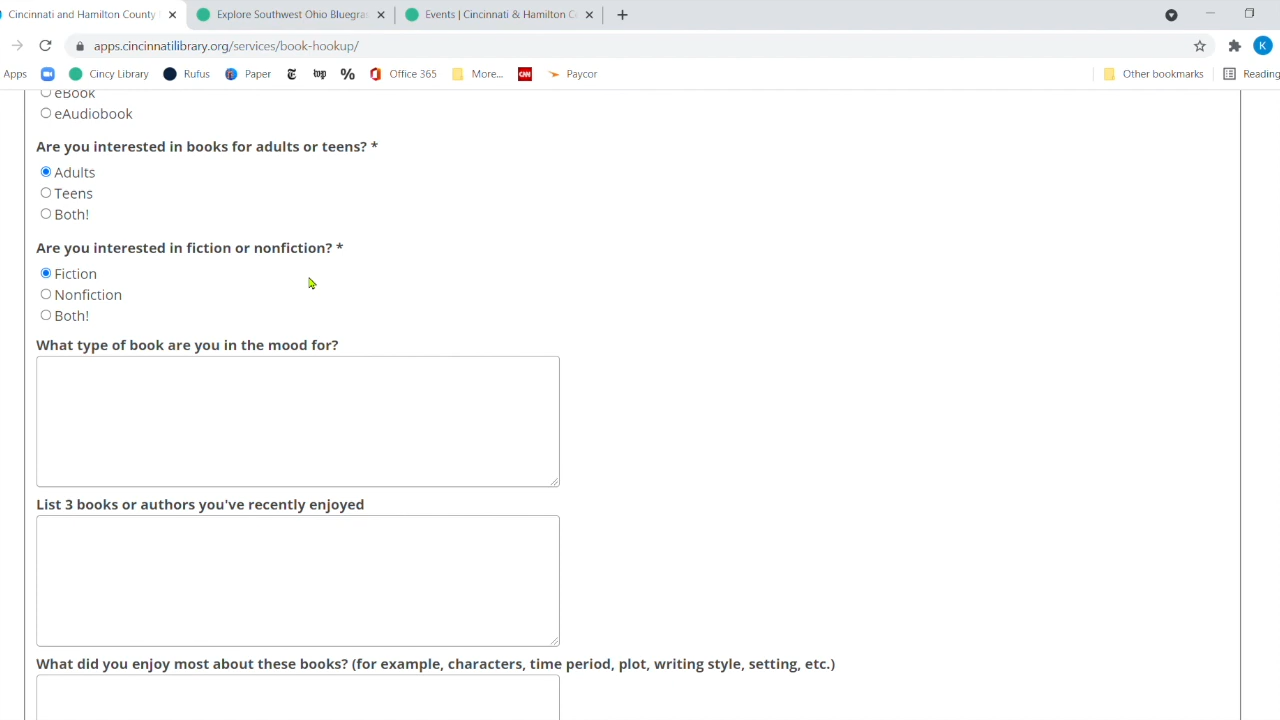 Cincinnati and Hamilton County
Explore Southwest Ohio Bluegra
Events | Cincinnati & Hamilton C
K
apps.cincinnatilibrary.org/services/book-hookup/
Apps
Cincy Library
Rufus
Paper
wp
%
Office 365
More...
CNN
Paycor
Other bookmarks
Reading
eBook
eAudiobook
Are you interested in books for adults or teens? *
Adults
Teens
Both!
Are you interested in fiction or nonfiction? *
Fiction
Nonfiction
Both!
What type of book are you in the mood for?
List 3 books or authors you've recently enjoyed
What did you enjoy most about these books? (for example, characters, time period, plot, writing style, setting, etc.)